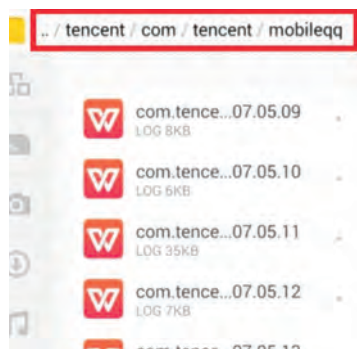 .. / tencent / com / tencent / mobileqq
com.tence...07.05.09
LOG 8KB
com.tence...07.05.10
LOG 6KB
com.tence...07.05.11
LOG 35KB
com.tence...07.05.12
LOG 7KB